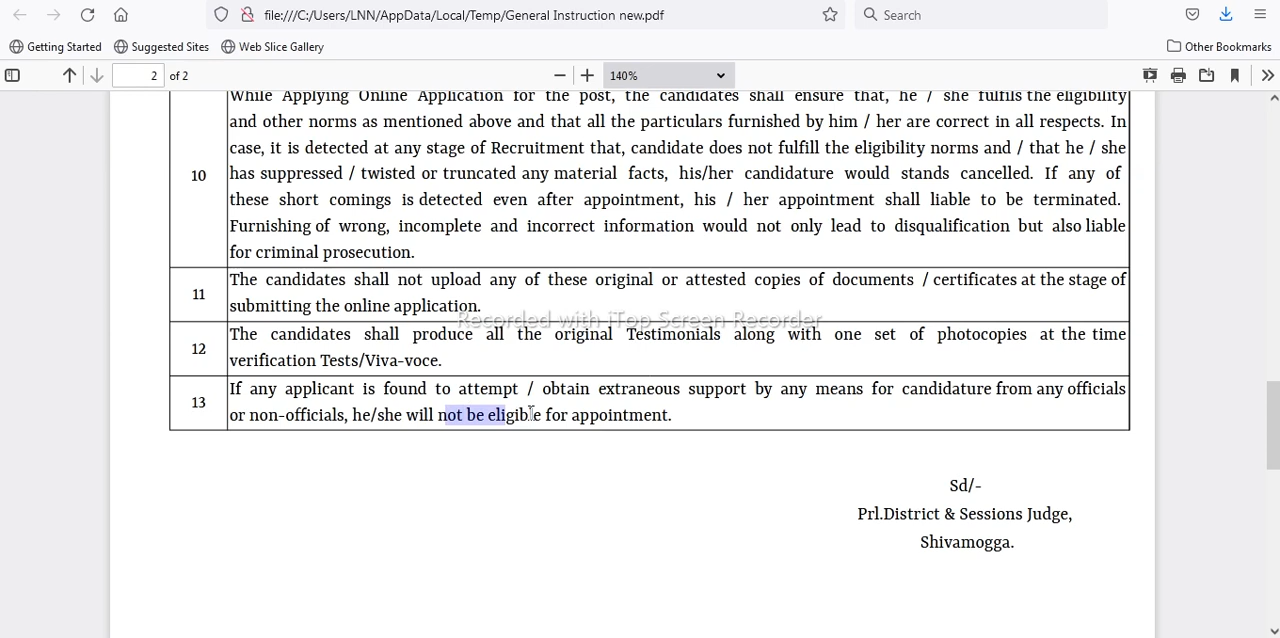 file:///C:/Users/LNN/AppData/Local/Temp/General Instruction new.pdf
Search
Getting Started
Suggested Sites
Web Slice Gallery
Other Bookmarks
2 of 2
140%
10
While Applying Online Application for the post, the candidates shall ensure that, he / she fulfils the eligibility
and other norms as mentioned above and that all the particulars furnished by him / her are correct in all respects. In
case, it is detected at any stage of Recruitment that, candidate does not fulfill the eligibility norms and / that he / she
has suppressed / twisted or truncated any material facts, his/her candidature would stands cancelled. If any of
these short comings is detected even after appointment, his / her appointment shall liable to be terminated.
Furnishing of wrong, incomplete and incorrect information would not only lead to disqualification but also liable
for criminal prosecution.
11
The candidates shall not upload any of these original or attested copies of documents / certificates at the stage of
submitting the online application.
Recorded with iTop Screen Recorder
12
The candidates shall produce all the original Testimonials along with one set of photocopies at the time
verification Tests/Viva-voce.
13
If any applicant is found to attempt / obtain extraneous support by any means for candidature from any officials
or non-officials, he/she will not be eligible for appointment.
Sd/-
Prl.District & Sessions Judge,
Shivamogga.